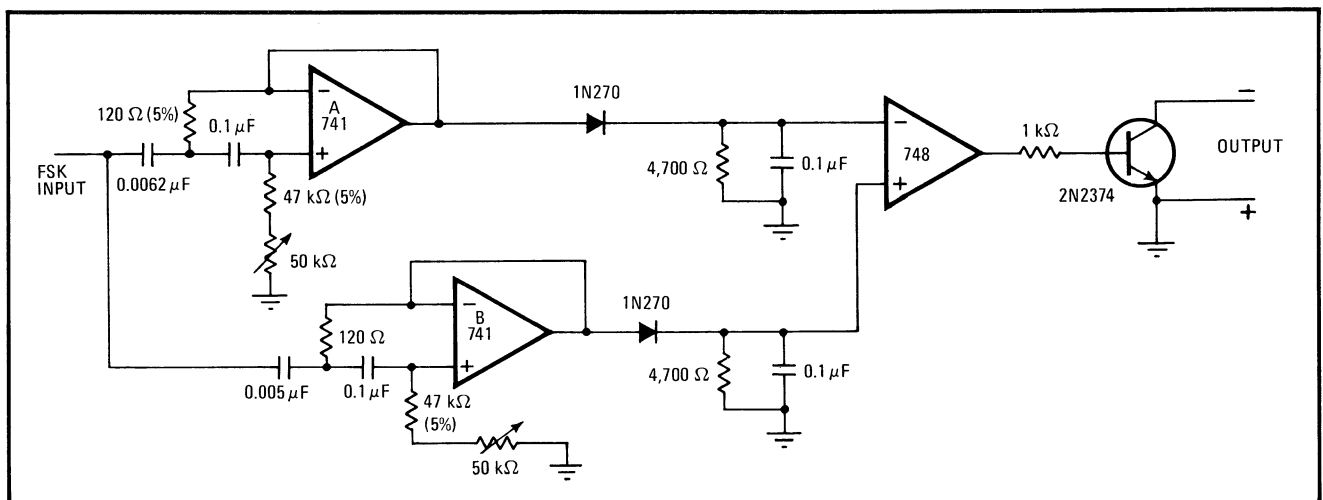 1N270
120 Ω (5%)
0.1 μF
A
741
−
+
FSK
INPUT
0.0062 μF
47 kΩ (5%)
50 kΩ
4,700 Ω
0.1 μF
−
+
748
1 kΩ
2N2374
−
OUTPUT
+
1N270
B
741
−
+
120 Ω
0.005 μF
0.1 μF
47 kΩ
(5%)
50 kΩ
4,700 Ω
0.1 μF